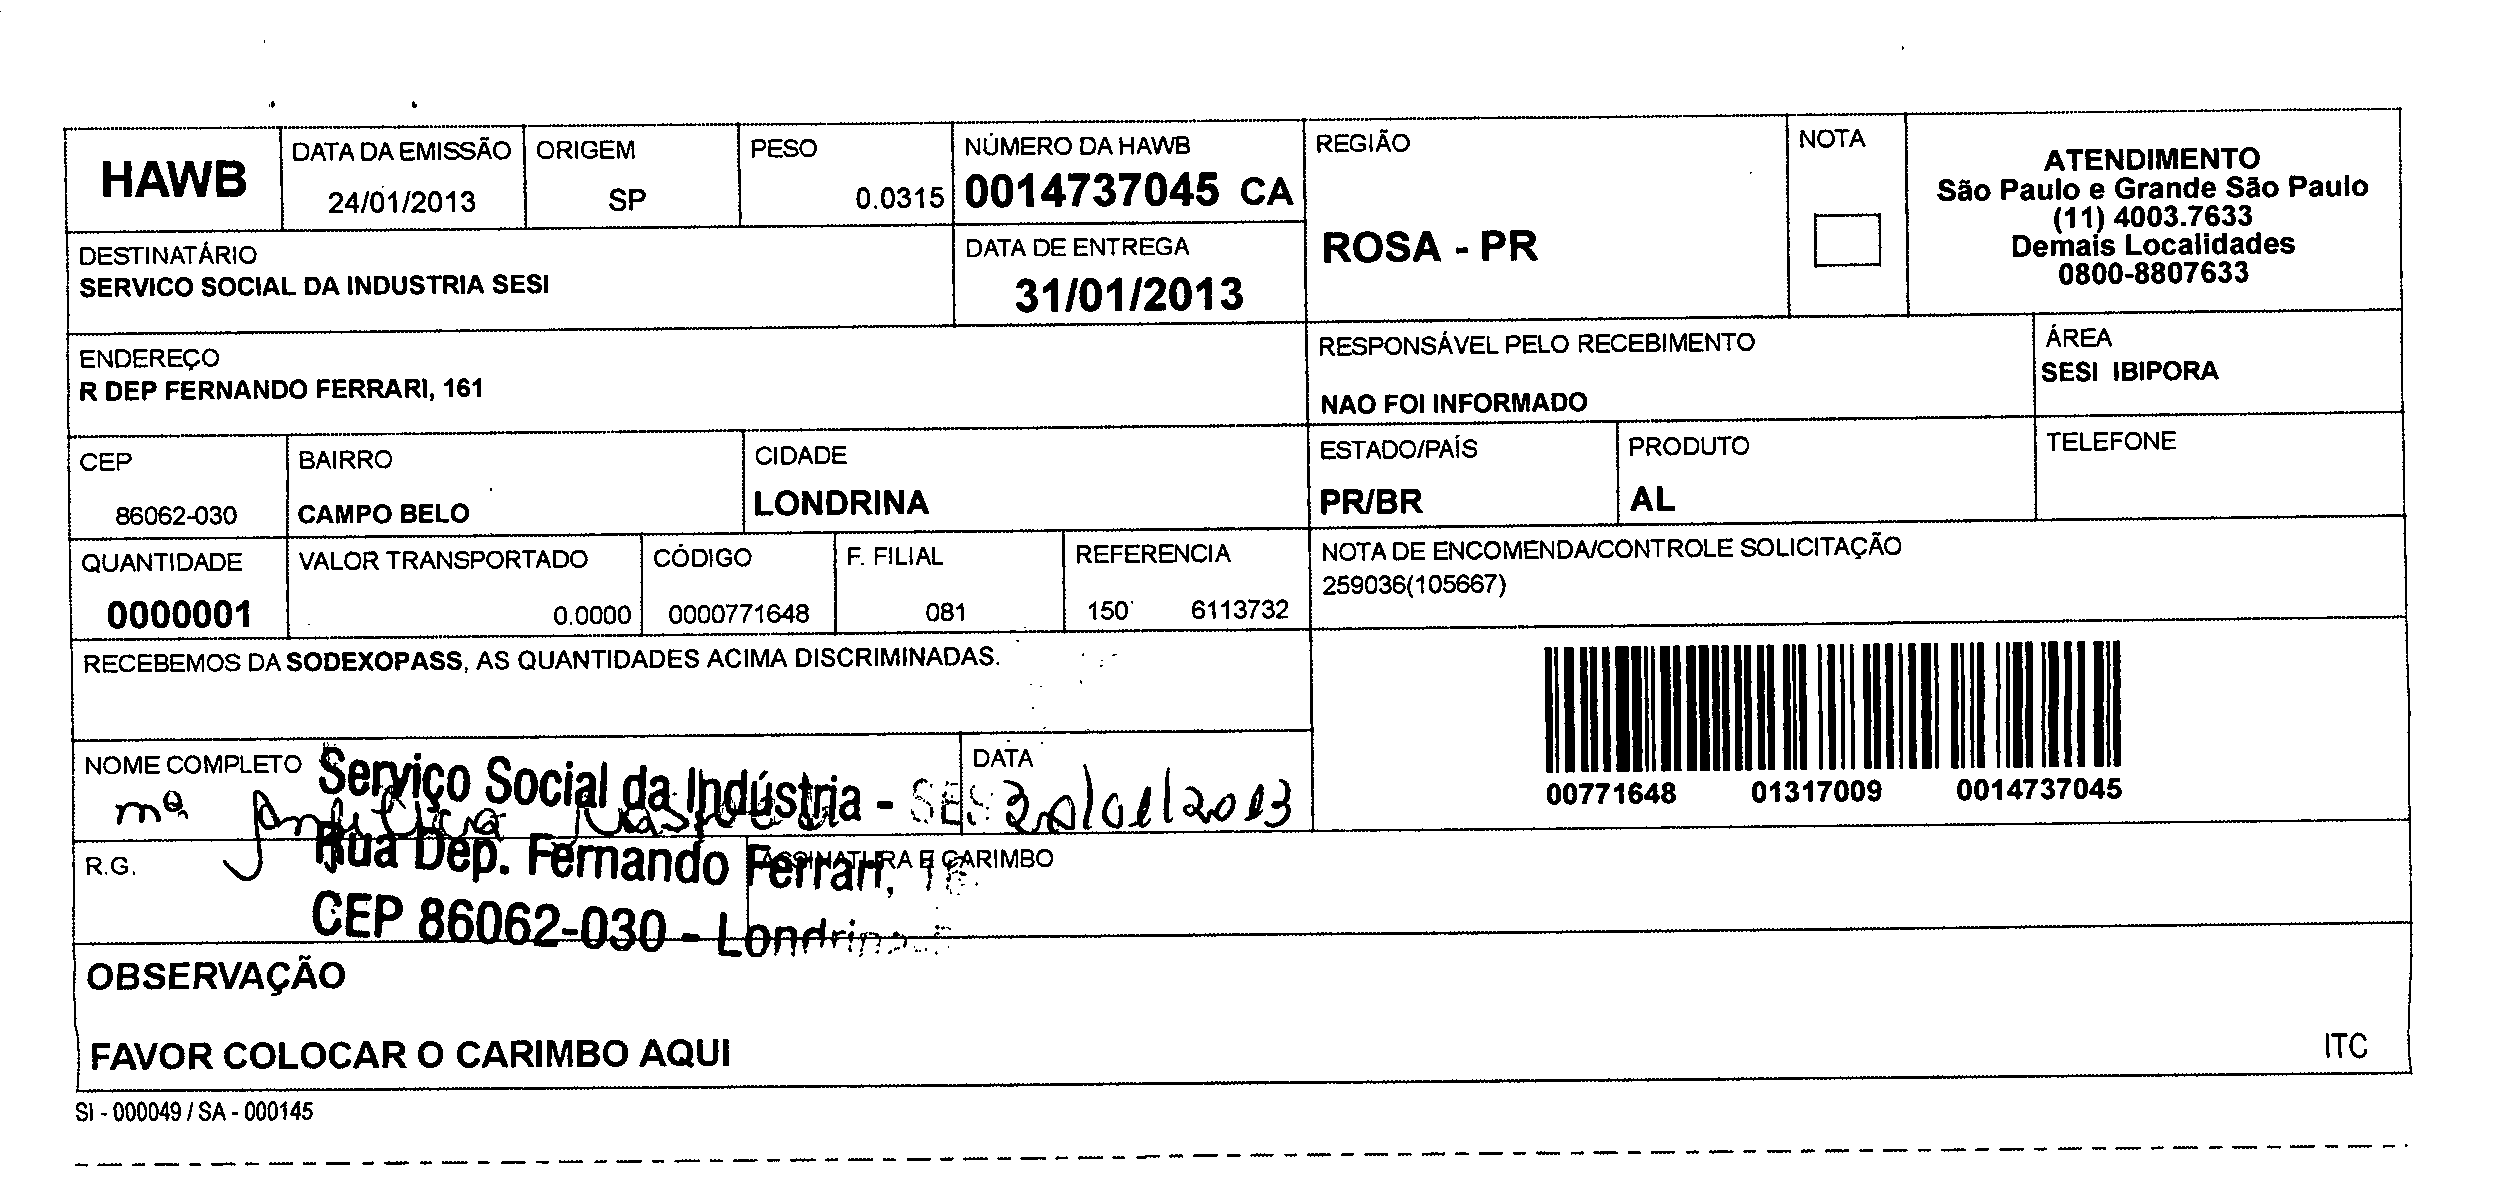 HAWB
DATA DA EMISSÃO
24/01/2013
ORIGEM
SP
PESO
0.0315
NÚMERO DA HAWB
0014737045 CA
REGIÃO
ROSA - PR
NOTA
ATENDIMENTO
São Paulo e Grande São Paulo
(11) 4003.7633
Demais Localidades
0800-8807633
DESTINATÁRIO
SERVICO SOCIAL DA INDUSTRIA SESI
DATA DE ENTREGA
31/01/2013
ENDEREÇO
R DEP FERNANDO FERRARI, 161
RESPONSÁVEL PELO RECEBIMENTO
NAO FOI INFORMADO
ÁREA
SESI IBIPORA
CEP
86062-030
BAIRRO
CAMPO BELO
CIDADE
LONDRINA
ESTADO/PAÍS
PR/BR
PRODUTO
AL
TELEFONE
QUANTIDADE
0000001
VALOR TRANSPORTADO
0.0000
CÓDIGO
0000771648
F. FILIAL
081
REFERENCIA
150 6113732
NOTA DE ENCOMENDA/CONTROLE SOLICITAÇÃO
259036(105667)
RECEBEMOS DA SODEXOPASS, AS QUANTIDADES ACIMA DISCRIMINADAS.
00771648 01317009 0014737045
NOME COMPLETO
Serviço Social da Indústria - SES
mª
DATA
/01/2013
R.G.
Rua Dep. Fernando Ferrari,
ASSINATURA E CARIMBO
CEP 86062-030 - Londrina
OBSERVAÇÃO
FAVOR COLOCAR O CARIMBO AQUI
ITC
SI - 000049 / SA - 000145